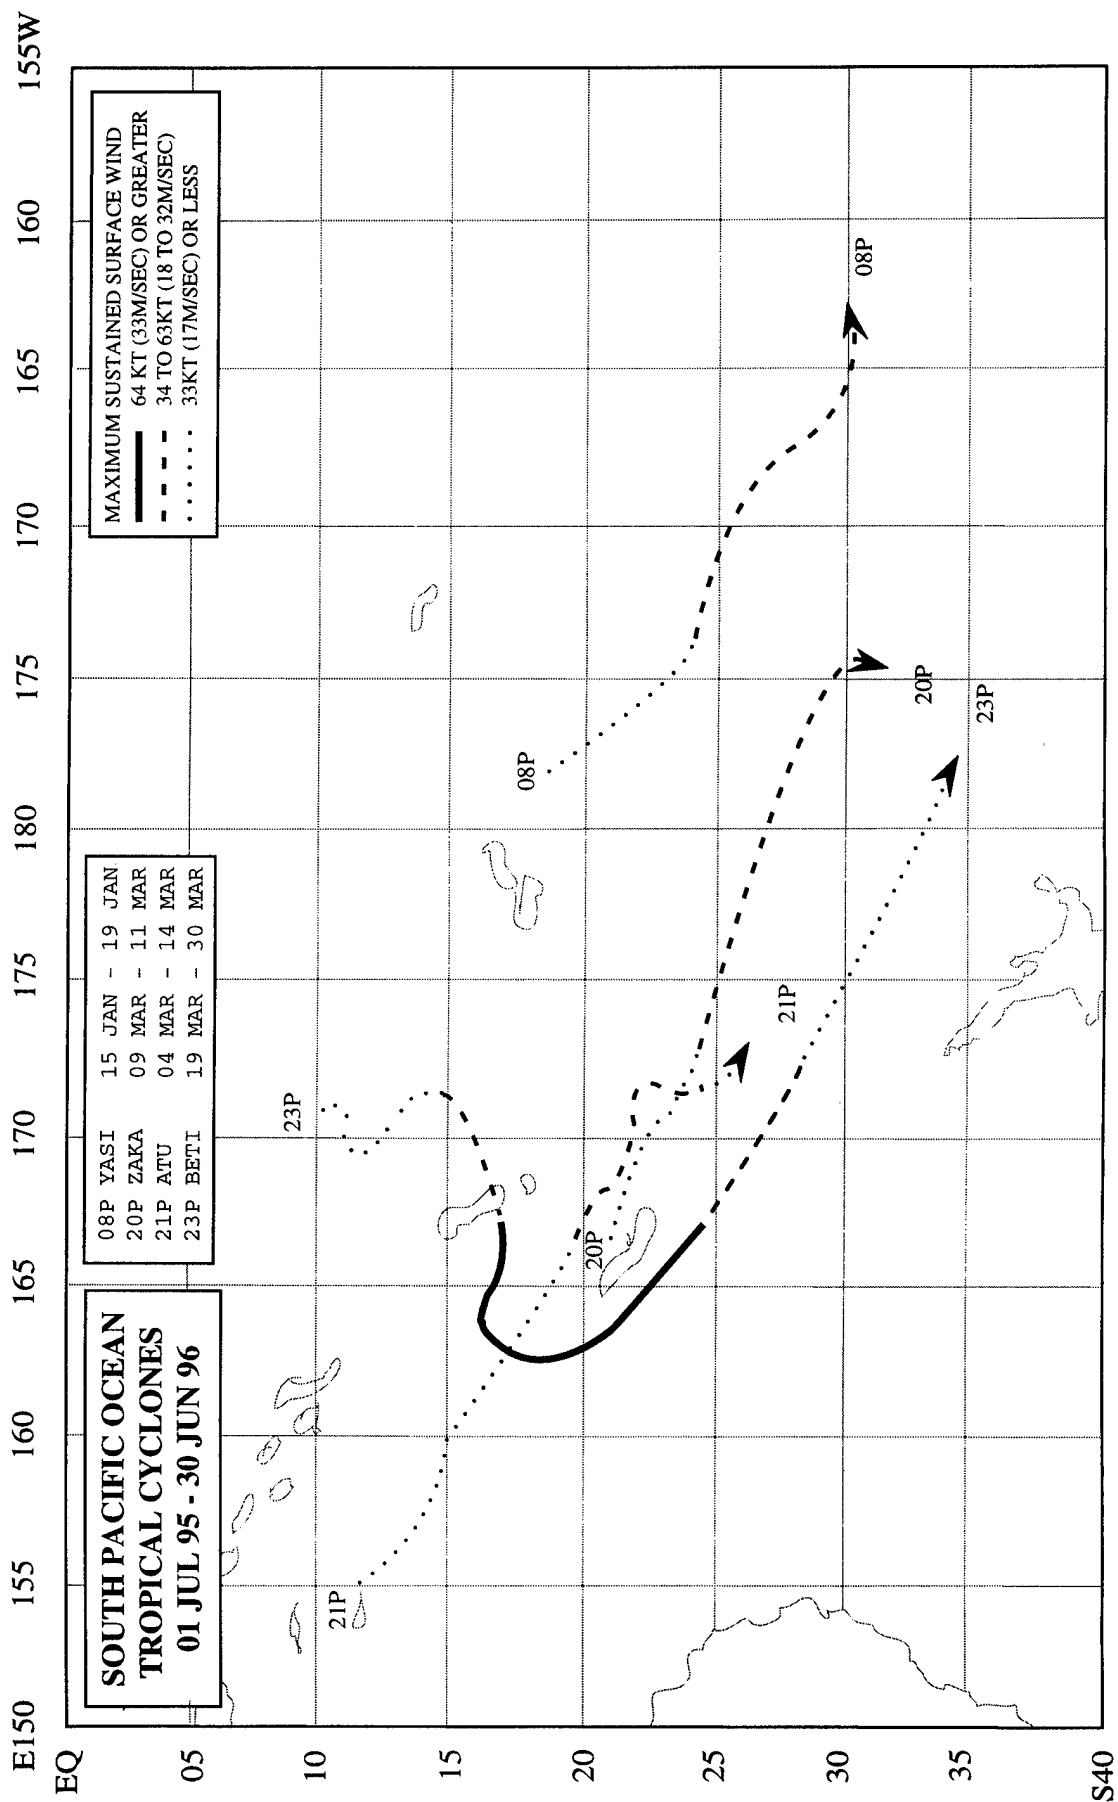 SOUTH PACIFIC OCEAN
TROPICAL CYCLONES
01 JUL 95 - 30 JUN 96
08P YASI 15 JAN - 19 JAN
20P ZAKA 09 MAR - 11 MAR
21P ATU 04 MAR - 14 MAR
23P BETI 19 MAR - 30 MAR
MAXIMUM SUSTAINED SURFACE WIND
64 KT (33M/SEC) OR GREATER
34 TO 63KT (18 TO 32M/SEC)
33KT (17M/SEC) OR LESS
E150 155 160 165 170 175 180 175 170 165 160 155W
EQ
05
10
15
20
25
30
35
S40
23P
21P
08P
20P
21P
08P
20P
23P